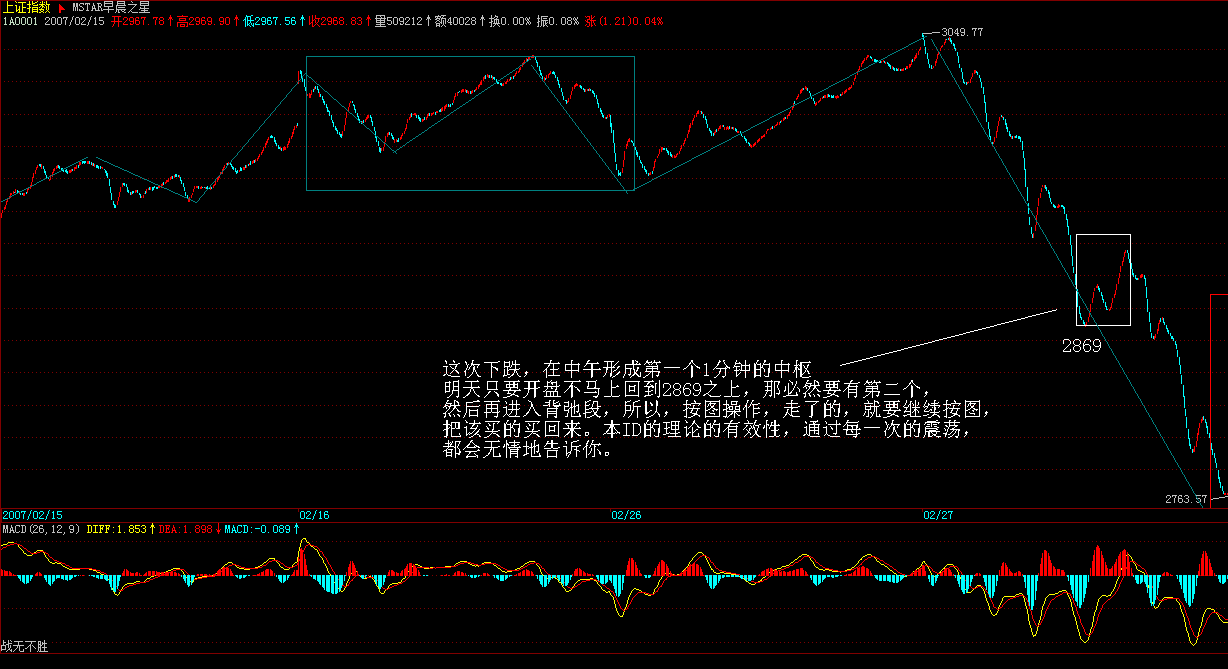 上证指数 MSTAR早晨之星
1A0001 2007/02/15 开2987.78↑高2989.90↑低2987.56↑收2988.83↑量509212↑额40028↑换0.00% 振0.08% 涨(1.21)0.04%
3049.77
2869
这次下跌，在中午形成第一个1分钟的中枢
明天只要开盘不马上回到2869之上，那必然要有第二个，
然后再进入背弛段，所以，按图操作，走了的，就要继续按图，
把该买的买回来。本ID的理论的有效性，通过每一次的震荡，
都会无情地告诉你。
2763.57
2007/02/15 02/16 02/26 02/27
MACD(26,12,9) DIFF:1.853↑DEA:1.898↓MACD:-0.089↑
战无不胜